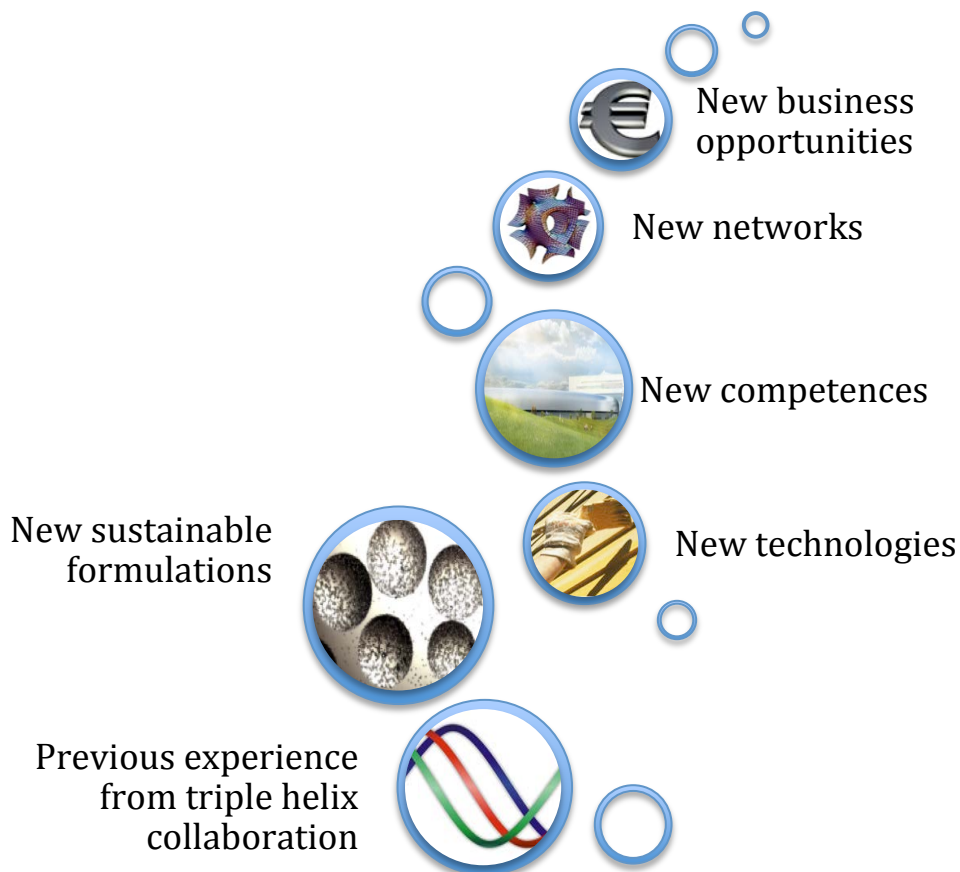 New business
opportunities
New networks
New competences
New sustainable
formulations
New technologies
Previous experience
from triple helix
collaboration